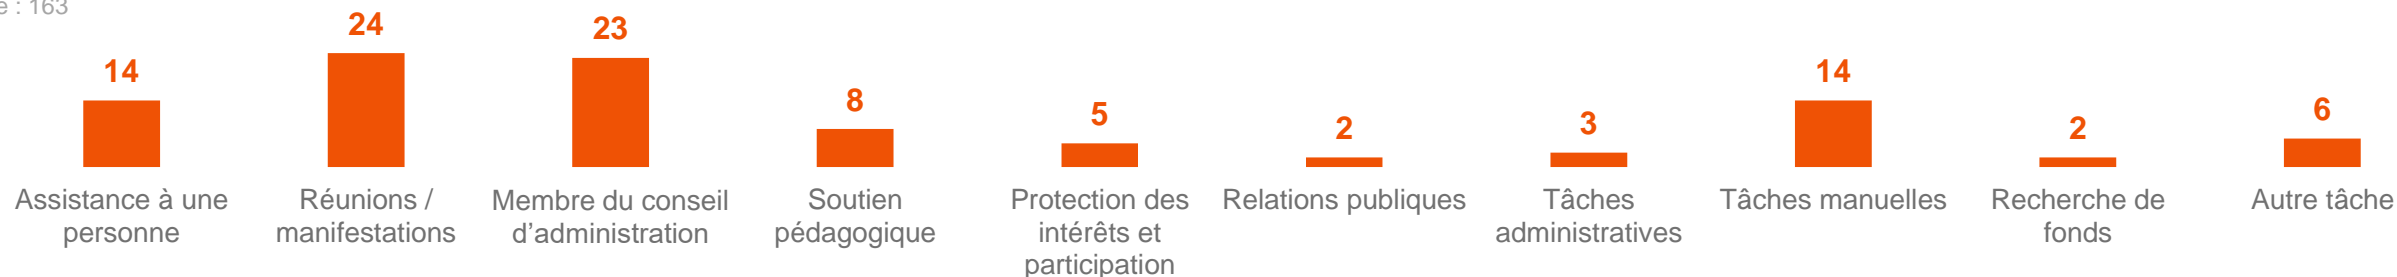 : 163
14
24
23
8
5
2
3
14
2
6
Assistance à une
personne
Réunions /
manifestations
Membre du conseil
d'administration
Soutien
pédagogique
Protection des
intérêts et
participation
Relations publiques
Tâches
administratives
Tâches manuelles
Recherche de
fonds
Autre tâche